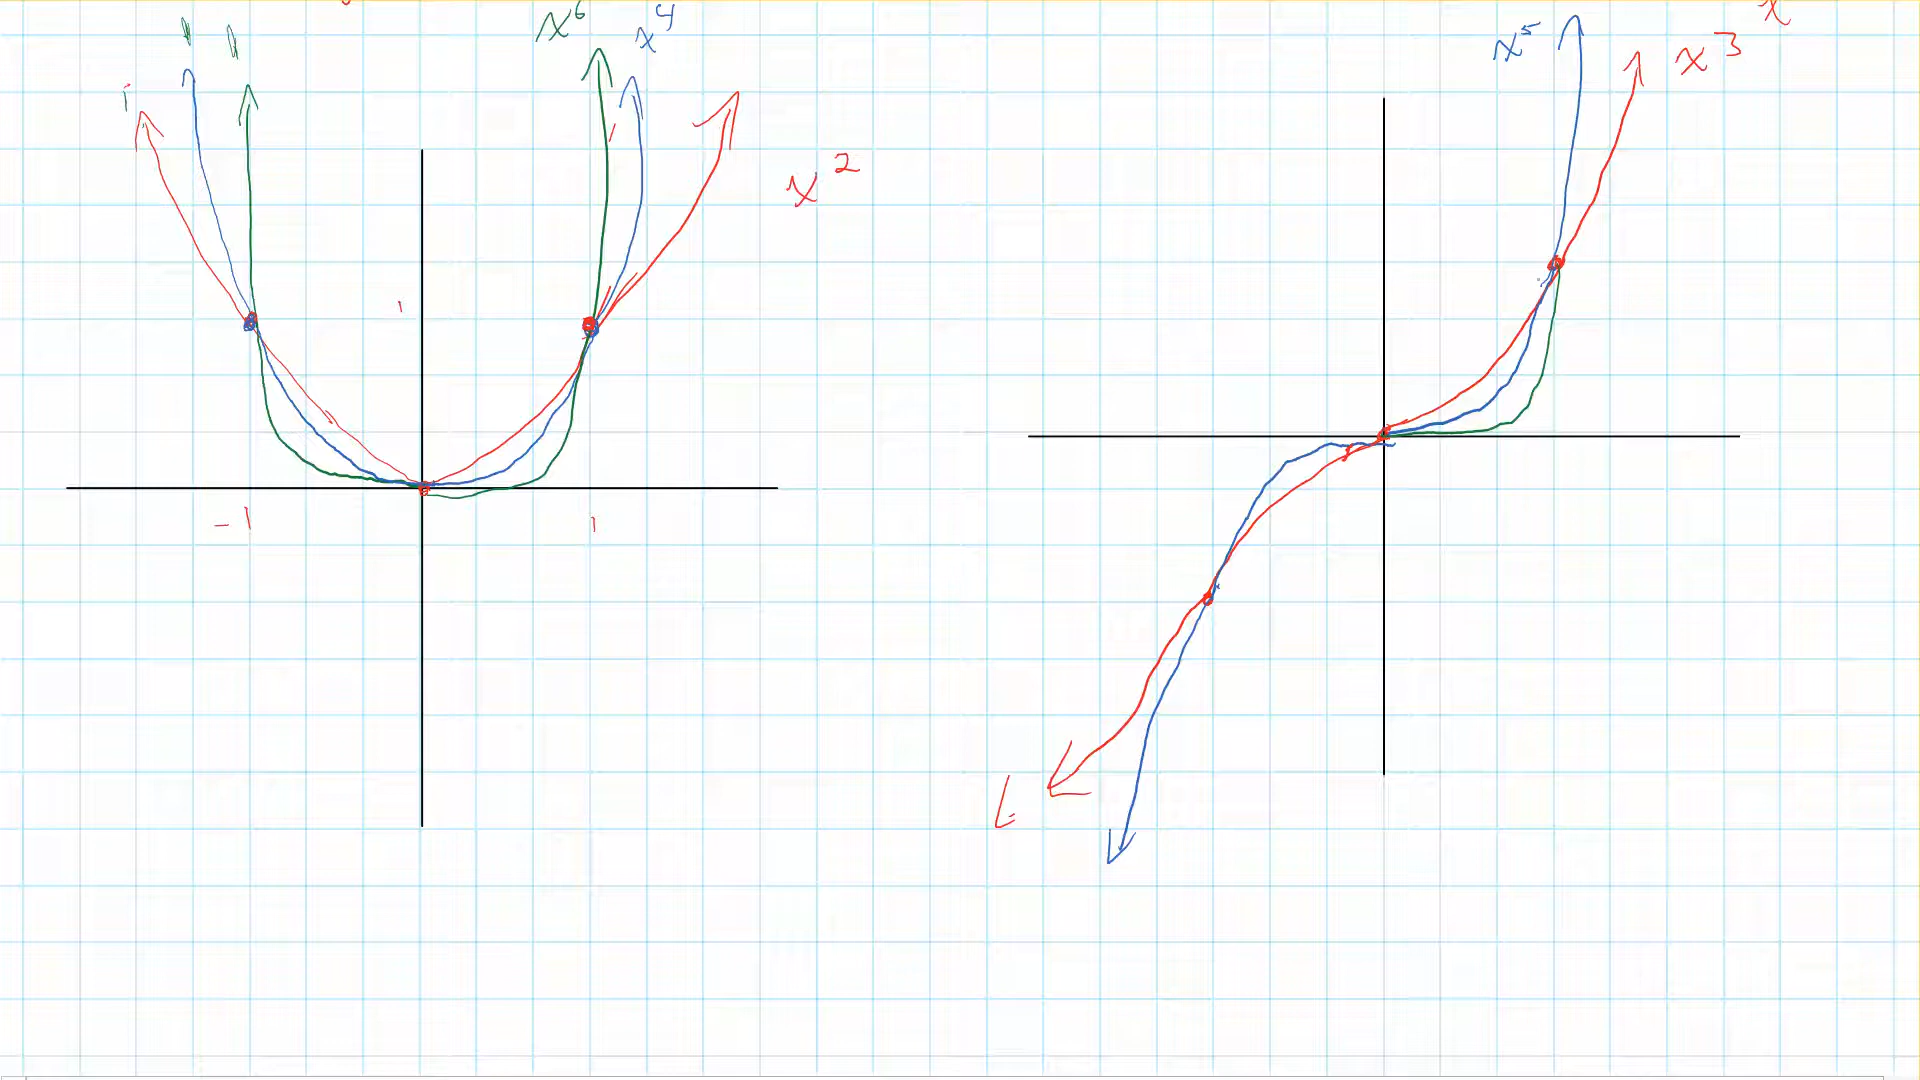 x⁶ x⁴
x⁵ x³
x²
1
-1 1